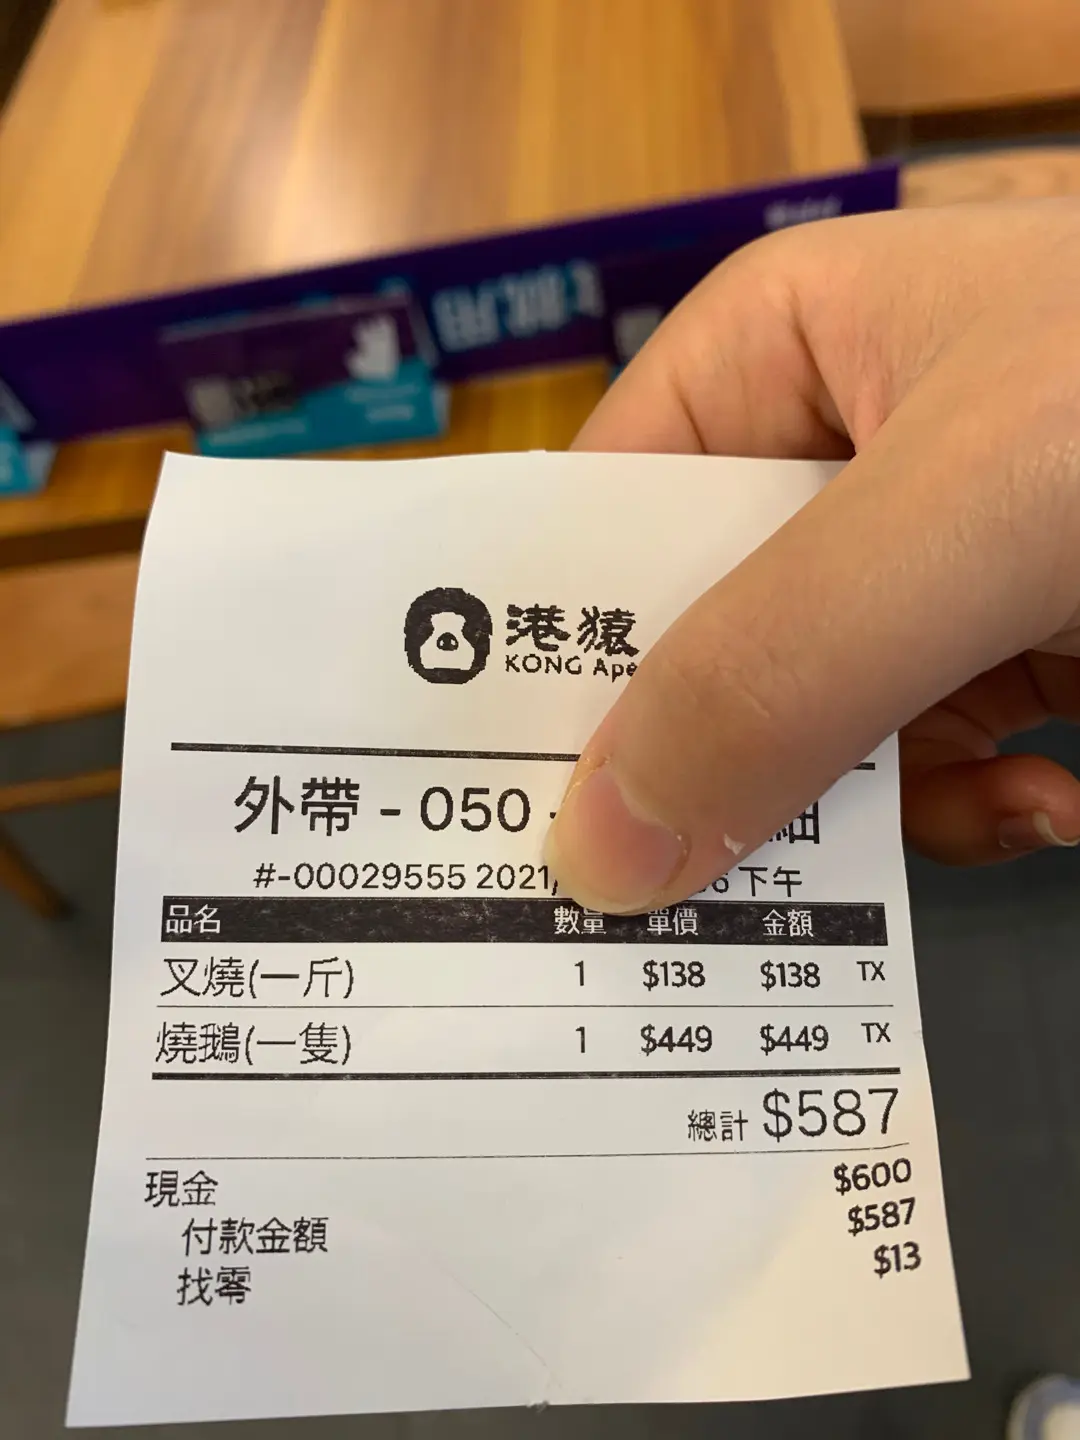 港猿
KONG Ape
外帶 - 050 - 細
#-00029555 2021/ 6 下午
品名 數量 單價 金額
叉燒(一斤) 1 $138 $138 TX
燒鵝(一隻) 1 $449 $449 TX
總計 $587
現金 $600
付款金額 $587
找零 $13